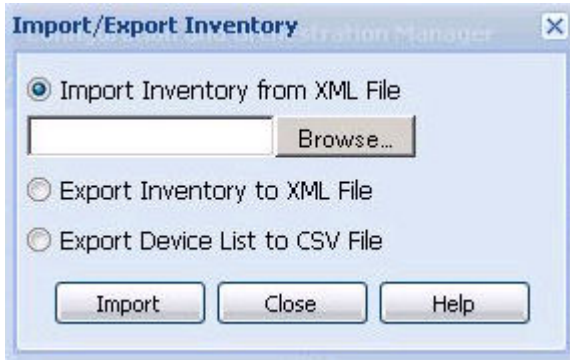 Import/Export Inventory
Import Inventory from XML File
Browse...
Export Inventory to XML File
Export Device List to CSV File
Import Close Help